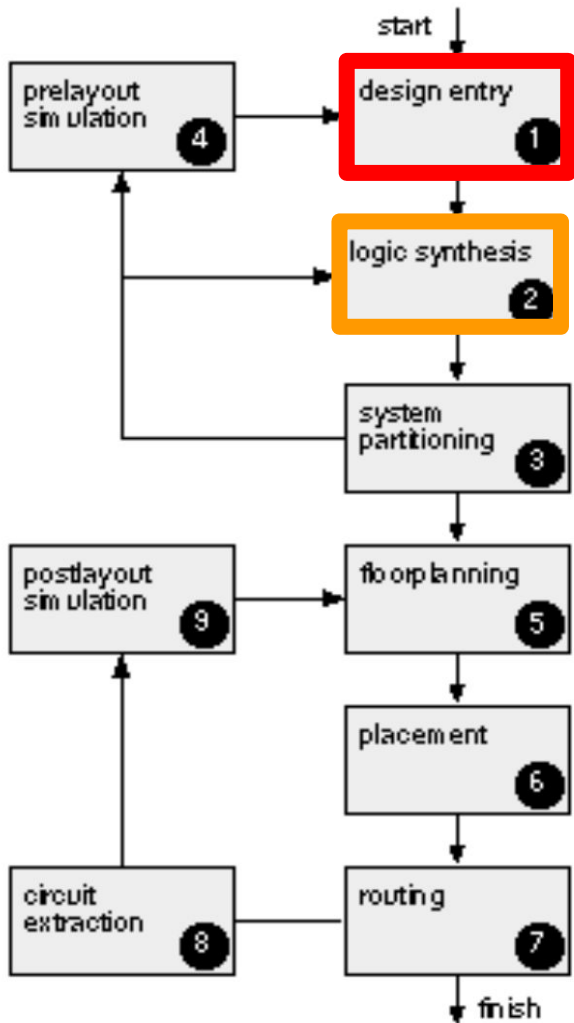 start
prelayout
simulation
4
design entry
1
logic synthesis
2
system
partitioning
3
postlayout
simulation
9
floorplanning
5
placement
6
circuit
extraction
8
routing
7
finish